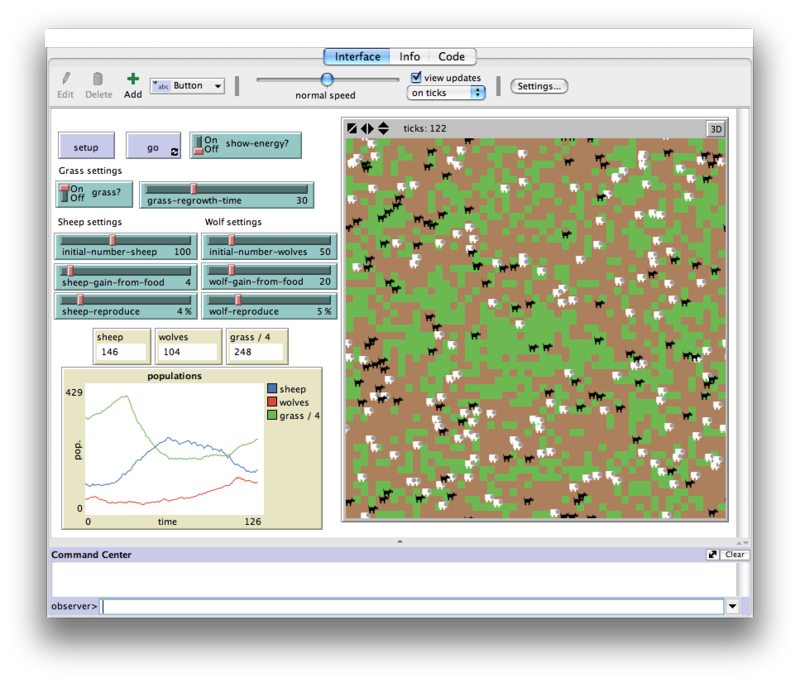 Interface Info Code
Edit Delete Add abc Button normal speed view updates on ticks Settings...
ticks: 122 3D
setup go On Off show-energy?
Grass settings
On Off grass? grass-regrowth-time 30
Sheep settings Wolf settings
initial-number-sheep 100 initial-number-wolves 50
sheep-gain-from-food 4 wolf-gain-from-food 20
sheep-reproduce 4 % wolf-reproduce 5 %
sheep wolves grass / 4
146 104 248
populations
429 sheep
wolves
grass / 4
pop.
0
0 time 126
Command Center Clear
observer>